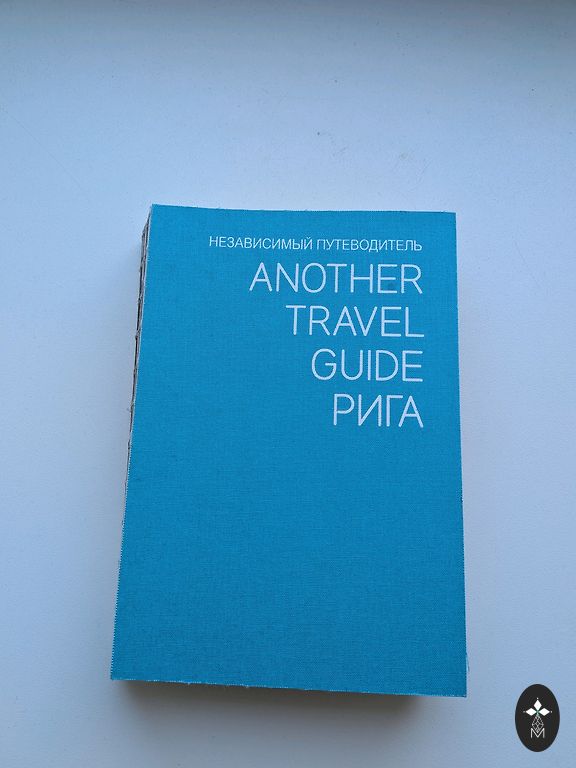 НЕЗАВИСИМЫЙ ПУТЕВОДИТЕЛЬ
ANOTHER
TRAVEL
GUIDE
РИГА
M